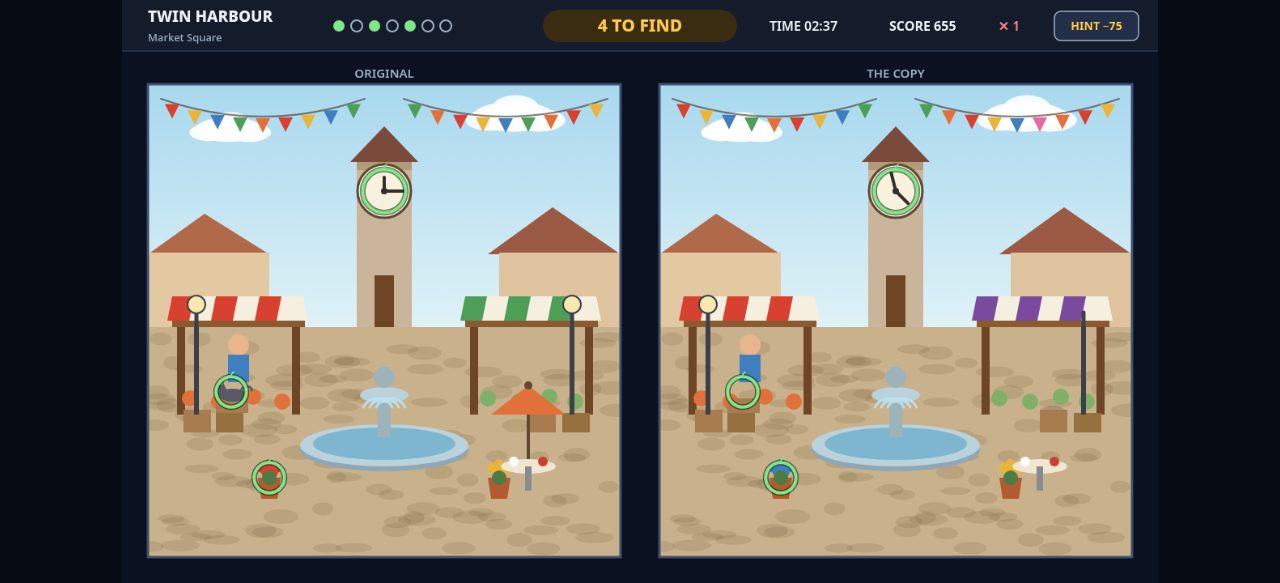 TWIN HARBOUR
Market Square
4 TO FIND
TIME 02:37
SCORE 655
× 1
HINT −75
ORIGINAL
THE COPY